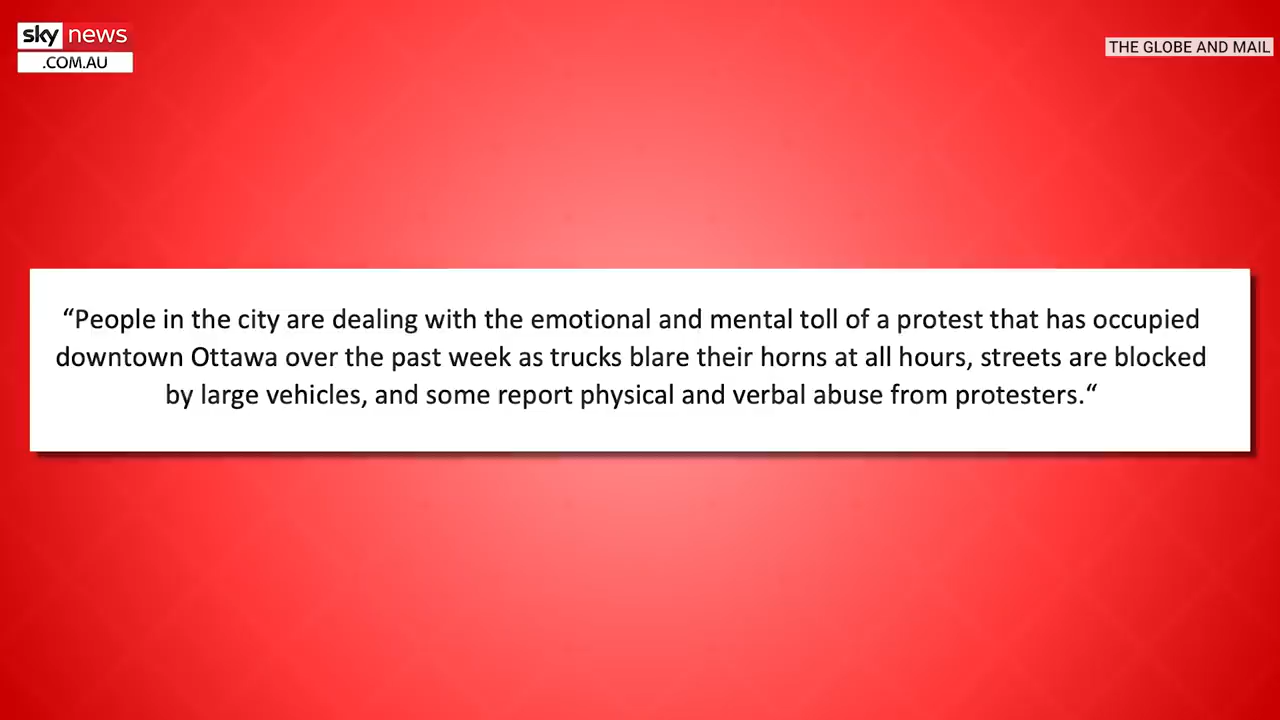 sky news
.COM.AU
THE GLOBE AND MAIL
“People in the city are dealing with the emotional and mental toll of a protest that has occupied
downtown Ottawa over the past week as trucks blare their horns at all hours, streets are blocked
by large vehicles, and some report physical and verbal abuse from protesters.“